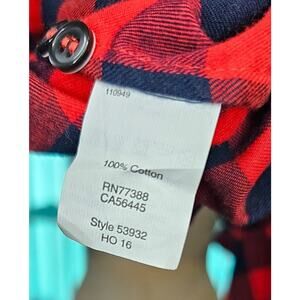 110949
100% Cotton
RN77388
CA56445
Style 53932
HO 16